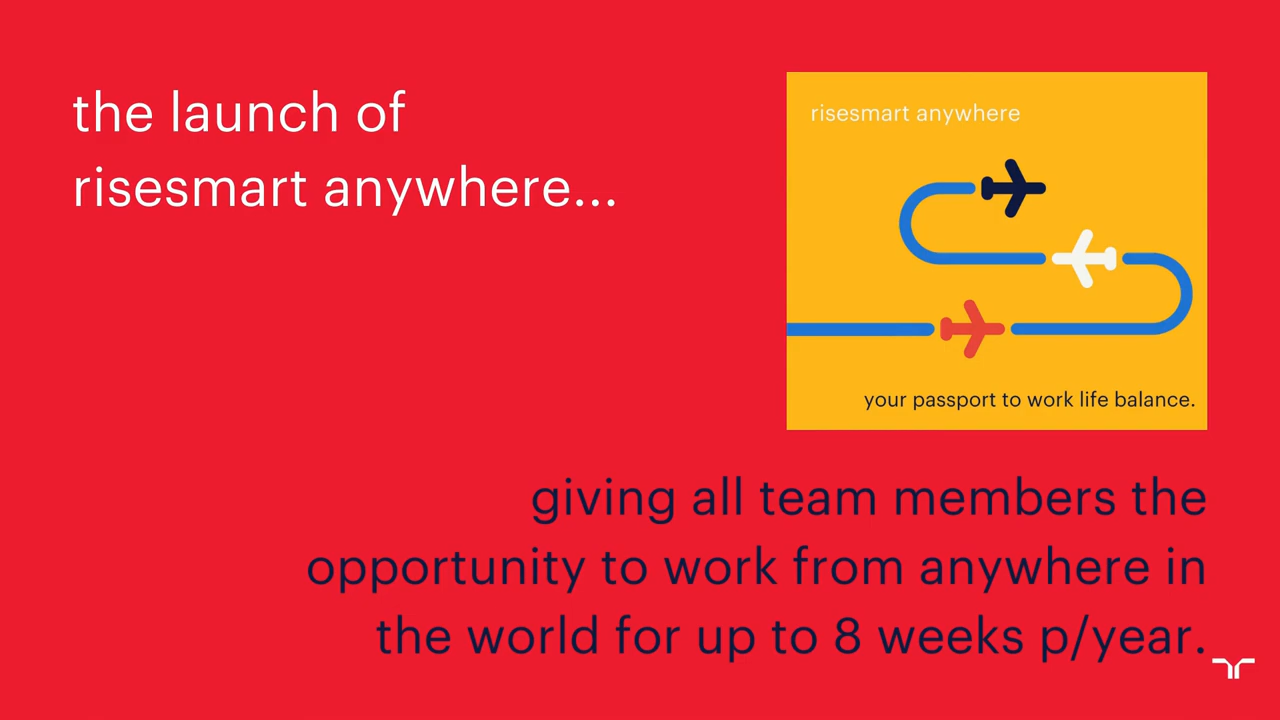 the launch of
risesmart anywhere...
risesmart anywhere
your passport to work life balance.
giving all team members the
opportunity to work from anywhere in
the world for up to 8 weeks p/year.